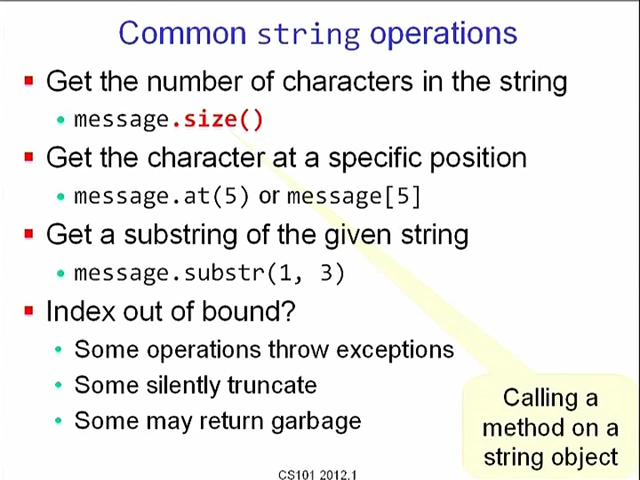 Common string operations
Get the number of characters in the string
message.size()
Get the character at a specific position
message.at(5) or message[5]
Get a substring of the given string
message.substr(1, 3)
Index out of bound?
Some operations throw exceptions
Some silently truncate
Some may return garbage
Calling a
method on a
string object
CS101 2012.1